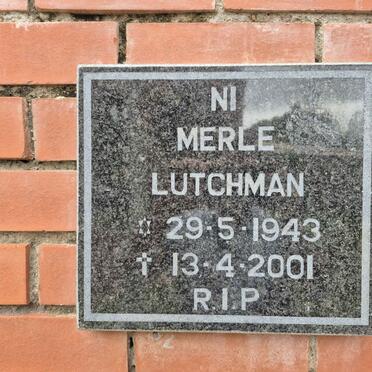 NI
MERLE
LUTCHMAN
✡ 29-5-1943
✝ 13-4-2001
R.I.P